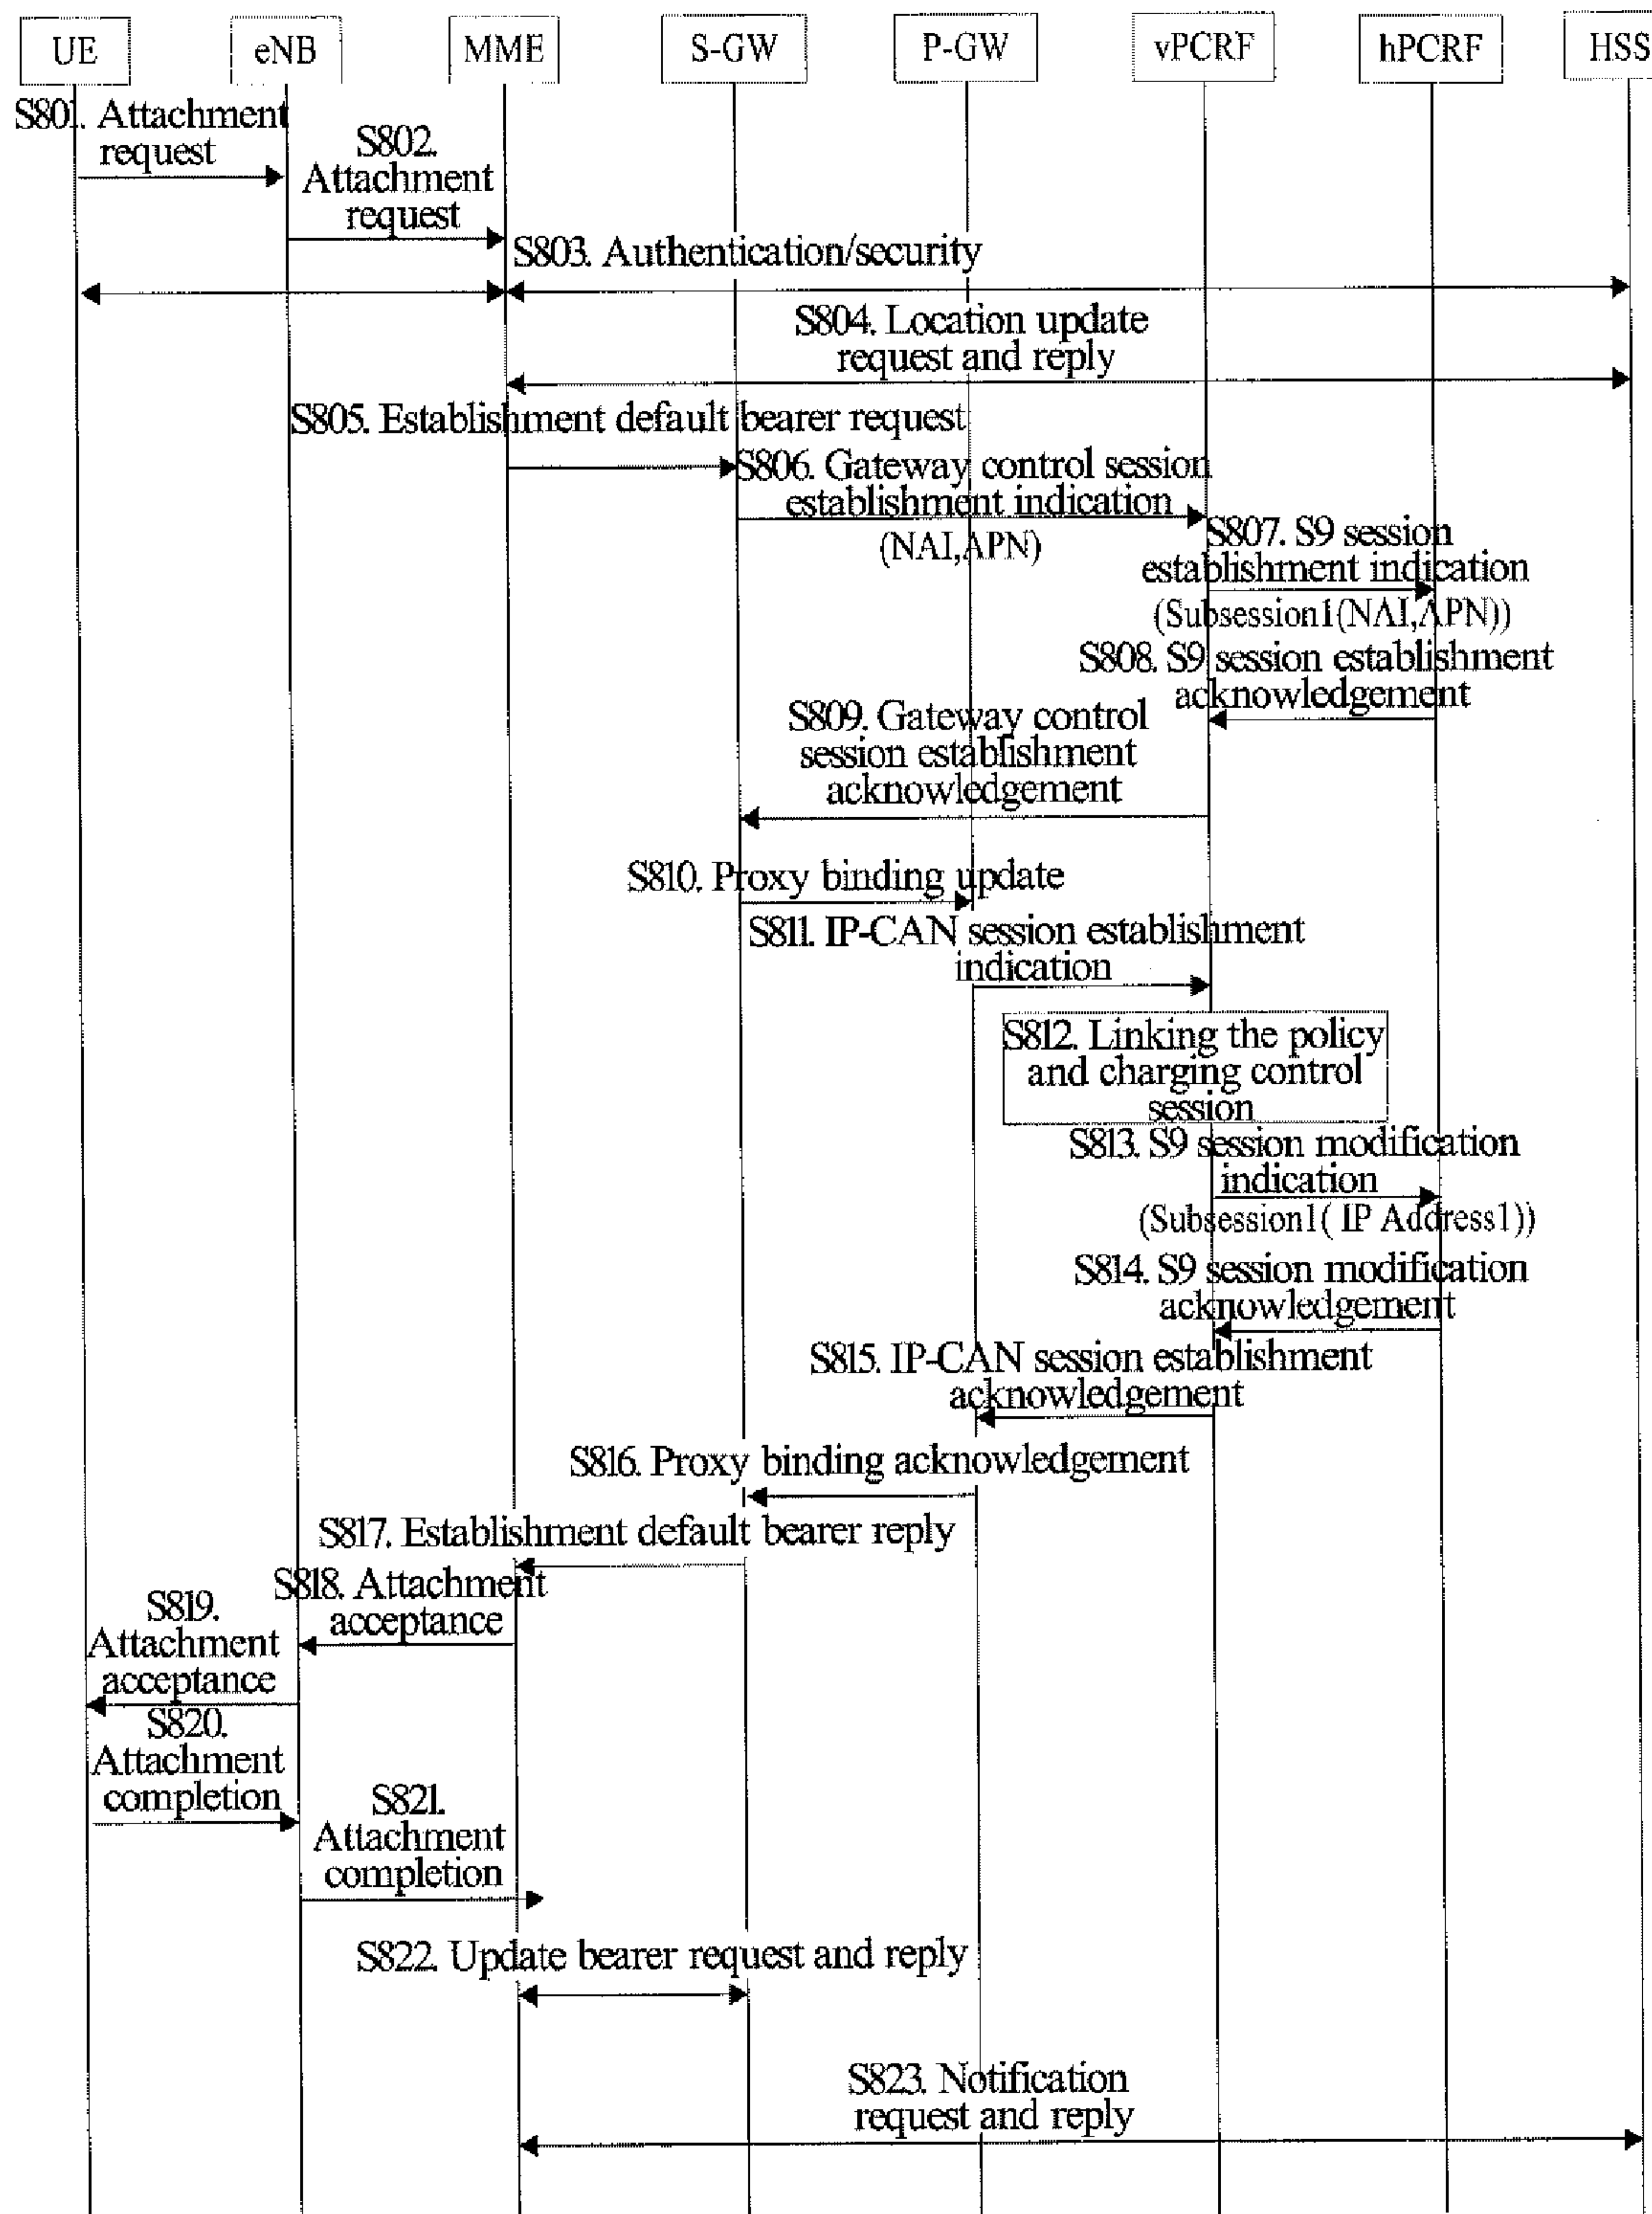 UE eNB MME S-GW P-GW vPCRF hPCRF HSS
S801. Attachment
request
S802.
Attachment
request
S803. Authentication/security
S804. Location update
request and reply
S805. Establishment default bearer request
S806. Gateway control session
establishment indication
(NAI,APN)
S807. S9 session
establishment indication
(Subsession1(NAI,APN))
S808. S9 session establishment
acknowledgement
S809. Gateway control
session establishment
acknowledgement
S810. Proxy binding update
S811. IP-CAN session establishment
indication
S812. Linking the policy
and charging control
session
S813. S9 session modification
indication
(Subsession1( IP Address1))
S814. S9 session modification
acknowledgement
S815. IP-CAN session establishment
acknowledgement
S816. Proxy binding acknowledgement
S817. Establishment default bearer reply
S818. Attachment
acceptance
S819.
Attachment
acceptance
S820.
Attachment
completion
S821.
Attachment
completion
S822. Update bearer request and reply
S823. Notification
request and reply